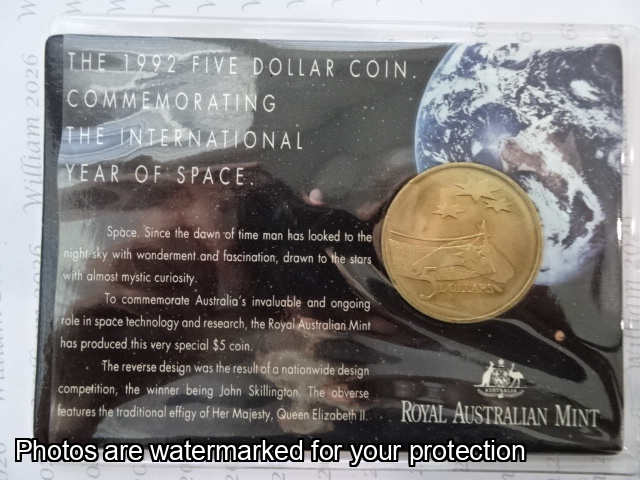 THE 1992 FIVE DOLLAR COIN.
COMMEMORATING
THE INTERNATIONAL
YEAR OF SPACE.
Space. Since the dawn of time man has looked to the
night sky with wonderment and fascination, drawn to the stars
with almost mystic curiosity.
To commemorate Australia's invaluable and ongoing
role in space technology and research, the Royal Australian Mint
has produced this very special $5 coin.
The reverse design was the result of a nationwide design
competition, the winner being John Skillington. The obverse
features the traditional effigy of Her Majesty, Queen Elizabeth II.
5 DOLLARS
AUSTRALIA
ROYAL AUSTRALIAN MINT
William 2026
Photos are watermarked for your protection